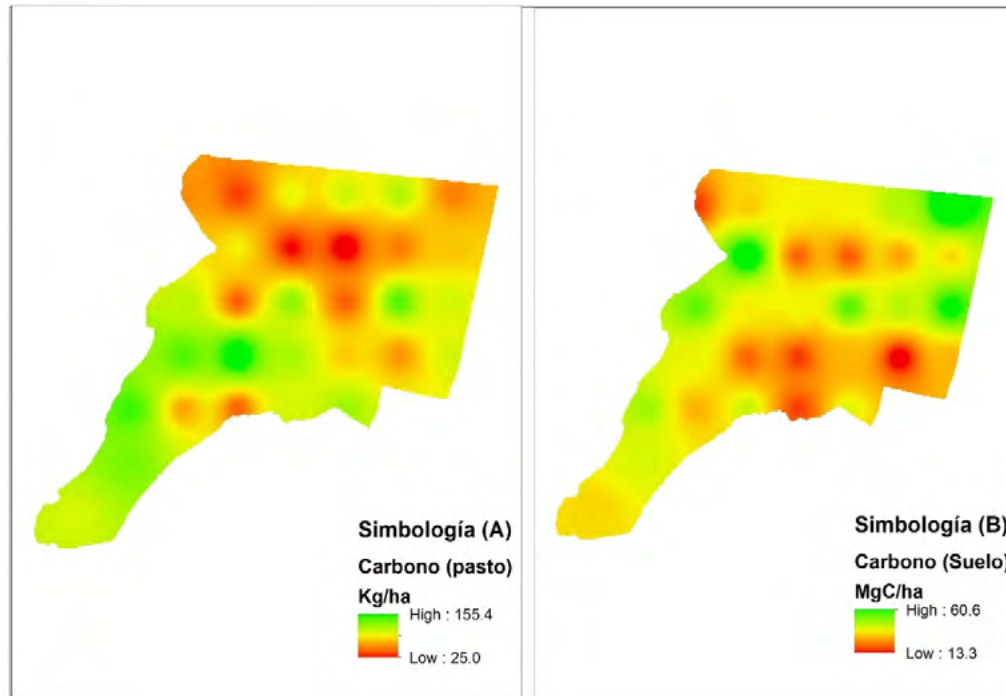 Simbología (A)
Carbono (pasto)
Kg/ha
High : 155.4
Low : 25.0
Simbología (B)
Carbono (Suelo)
MgC/ha
High : 60.6
Low : 13.3